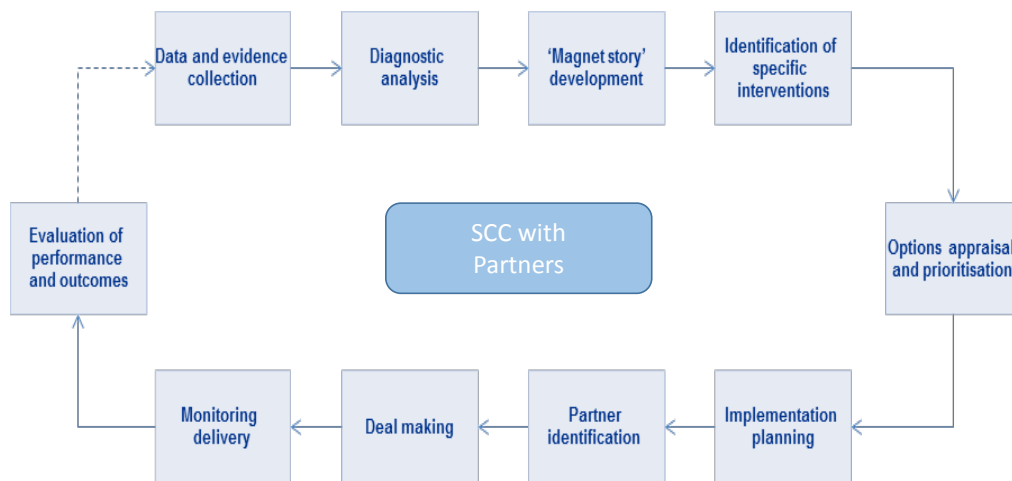 Data and evidence
collection
Diagnostic
analysis
‘Magnet story’
development
Identification of
specific
interventions
Evaluation of
performance
and outcomes
SCC with
Partners
Options appraisal
and prioritisation
Monitoring
delivery
Deal making
Partner
identification
Implementation
planning